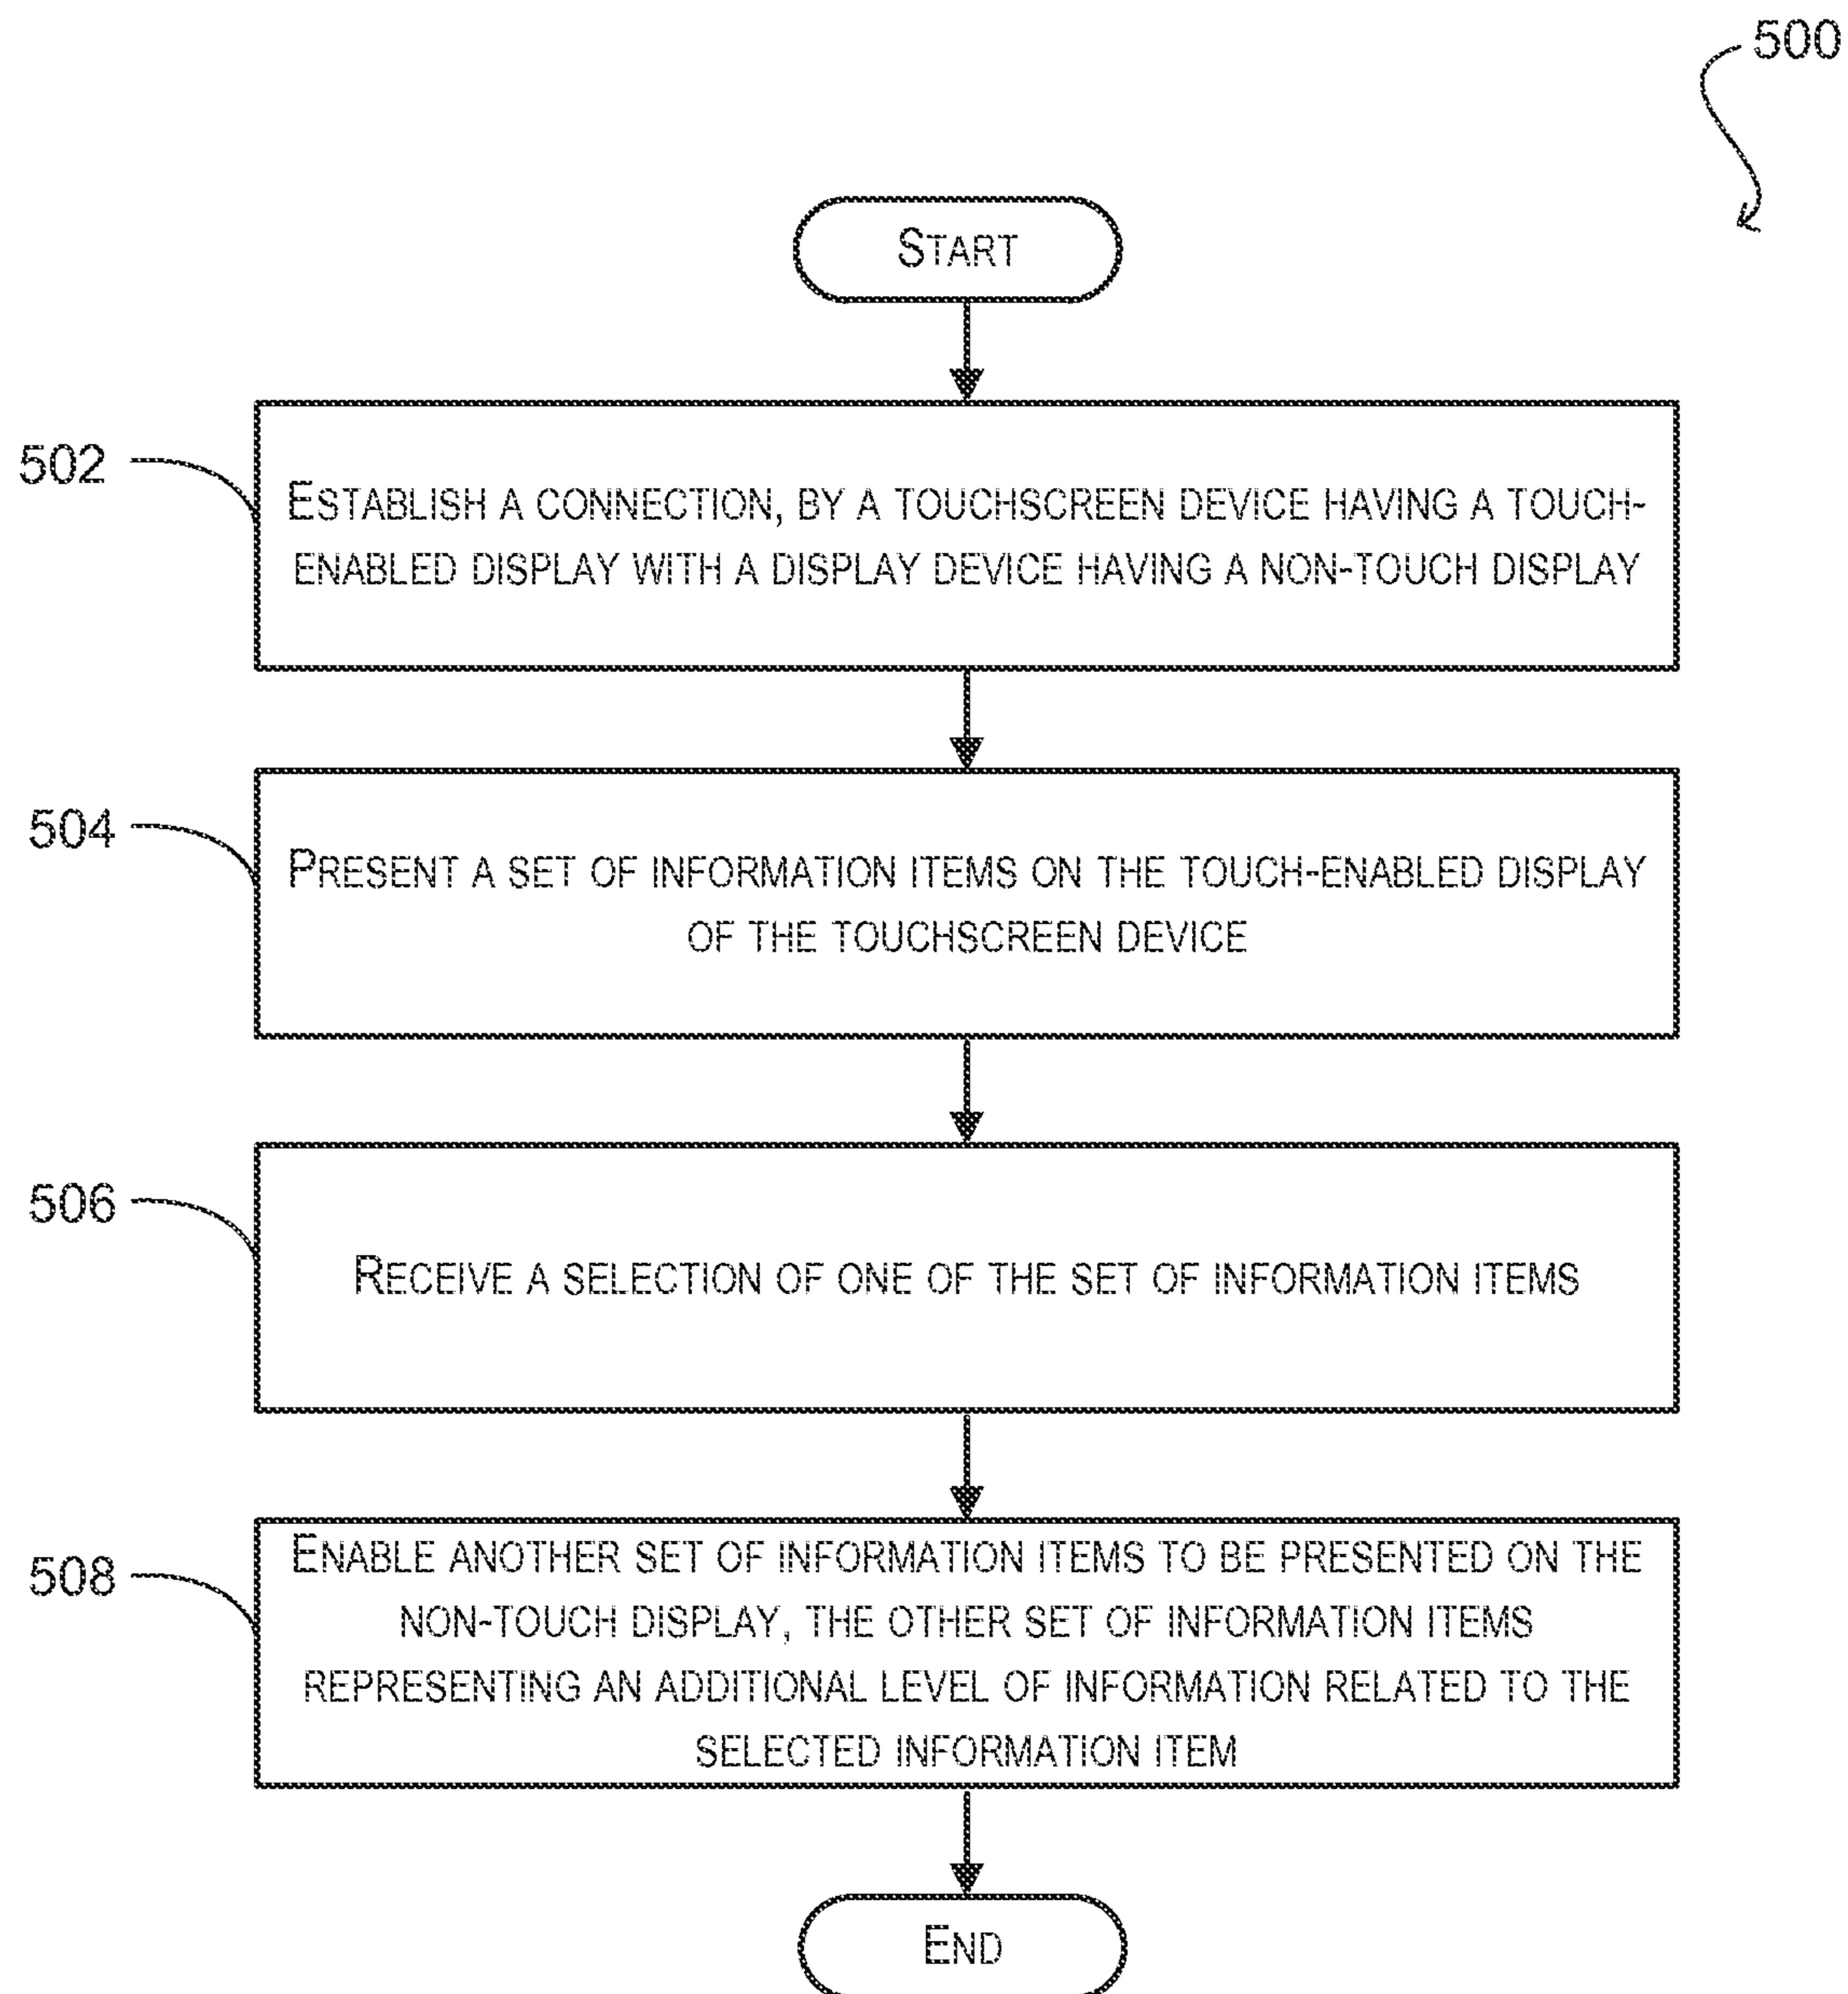 500
START
502
ESTABLISH A CONNECTION, BY A TOUCHSCREEN DEVICE HAVING A TOUCH-
ENABLED DISPLAY WITH A DISPLAY DEVICE HAVING A NON-TOUCH DISPLAY
504
PRESENT A SET OF INFORMATION ITEMS ON THE TOUCH-ENABLED DISPLAY
OF THE TOUCHSCREEN DEVICE
506
RECEIVE A SELECTION OF ONE OF THE SET OF INFORMATION ITEMS
508
ENABLE ANOTHER SET OF INFORMATION ITEMS TO BE PRESENTED ON THE
NON-TOUCH DISPLAY, THE OTHER SET OF INFORMATION ITEMS
REPRESENTING AN ADDITIONAL LEVEL OF INFORMATION RELATED TO THE
SELECTED INFORMATION ITEM
END